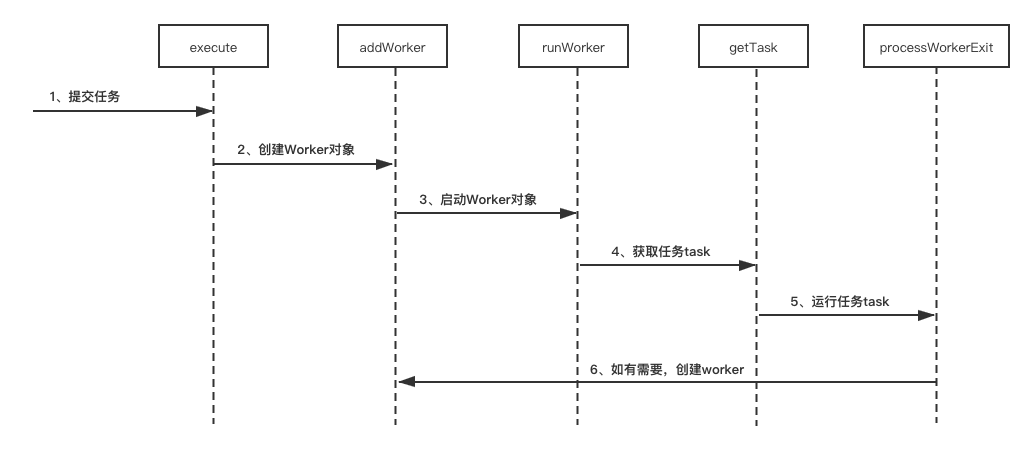 execute
addWorker
runWorker
getTask
processWorkerExit
1、提交任务
2、创建Worker对象
3、启动Worker对象
4、获取任务task
5、运行任务task
6、如有需要，创建worker